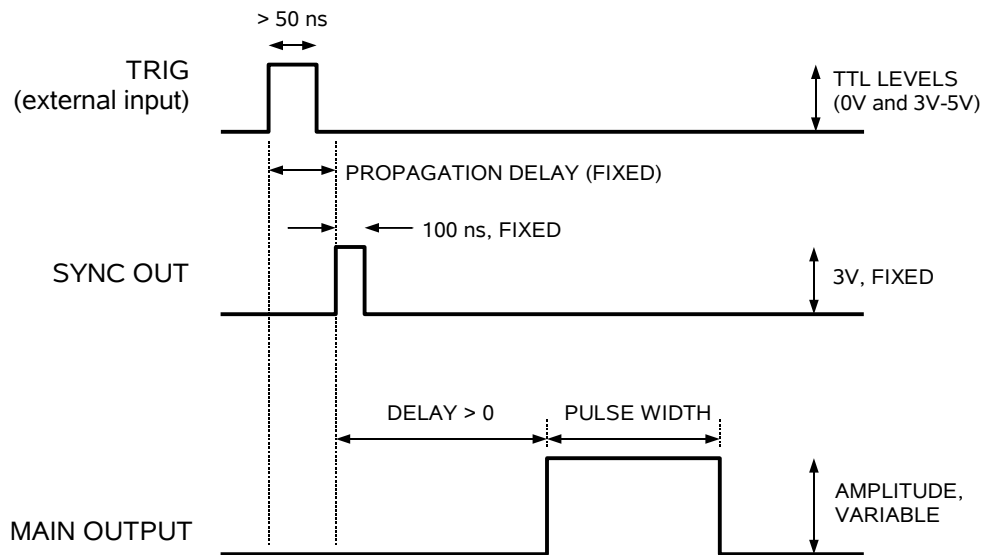 > 50 ns
TRIG
(external input)
TTL LEVELS
(0V and 3V-5V)
PROPAGATION DELAY (FIXED)
100 ns, FIXED
SYNC OUT
3V, FIXED
DELAY > 0
PULSE WIDTH
AMPLITUDE,
VARIABLE
MAIN OUTPUT